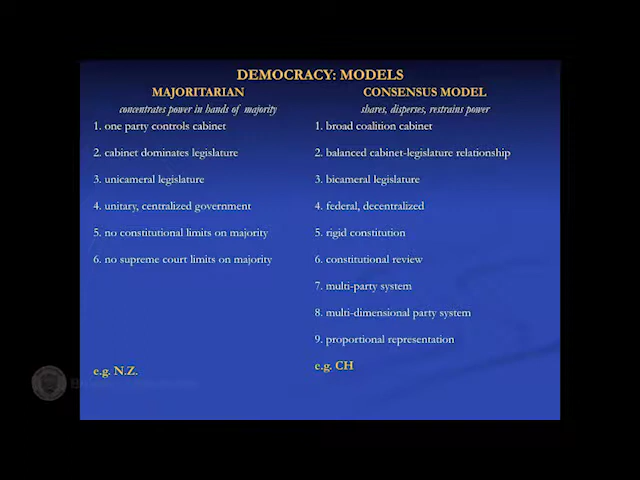 DEMOCRACY: MODELS
MAJORITARIAN
concentrates power in hands of majority
1. one party controls cabinet
2. cabinet dominates legislature
3. unicameral legislature
4. unitary, centralized government
5. no constitutional limits on majority
6. no supreme court limits on majority
e.g. N.Z.
CONSENSUS MODEL
shares, disperses, restrains power
1. broad coalition cabinet
2. balanced cabinet-legislature relationship
3. bicameral legislature
4. federal, decentralized
5. rigid constitution
6. constitutional review
7. multi-party system
8. multi-dimensional party system
9. proportional representation
e.g. CH